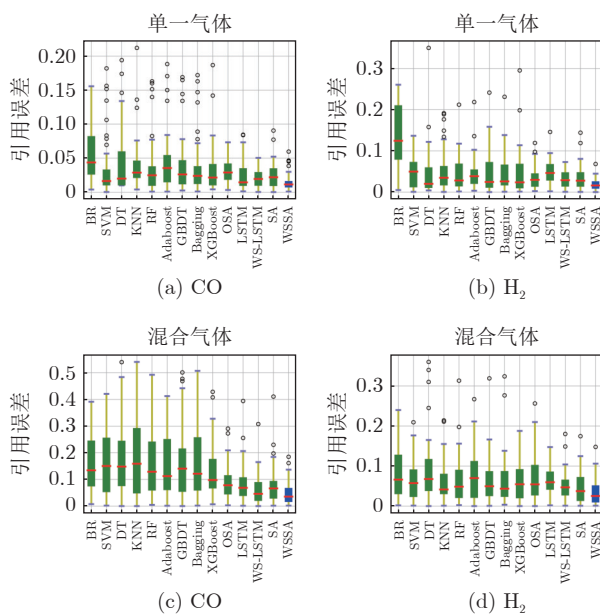 单一气体
单一气体
0.20
0.15
0.10
0.05
0
引用误差
BR
SVM
DT
KNN
RF
Adaboost
GBDT
Bagging
XGBoost
OSA
LSTM
WS-LSTM
SA
WSSA
(a) CO
0.3
0.2
0.1
0
引用误差
BR
SVM
DT
KNN
RF
Adaboost
GBDT
Bagging
XGBoost
OSA
LSTM
WS-LSTM
SA
WSSA
(b) H₂
混合气体
混合气体
0.5
0.4
0.3
0.2
0.1
0
引用误差
BR
SVM
DT
KNN
RF
Adaboost
GBDT
Bagging
XGBoost
OSA
LSTM
WS-LSTM
SA
WSSA
(c) CO
0.3
0.2
0.1
0
引用误差
BR
SVM
DT
KNN
RF
Adaboost
GBDT
Bagging
XGBoost
OSA
LSTM
WS-LSTM
SA
WSSA
(d) H₂